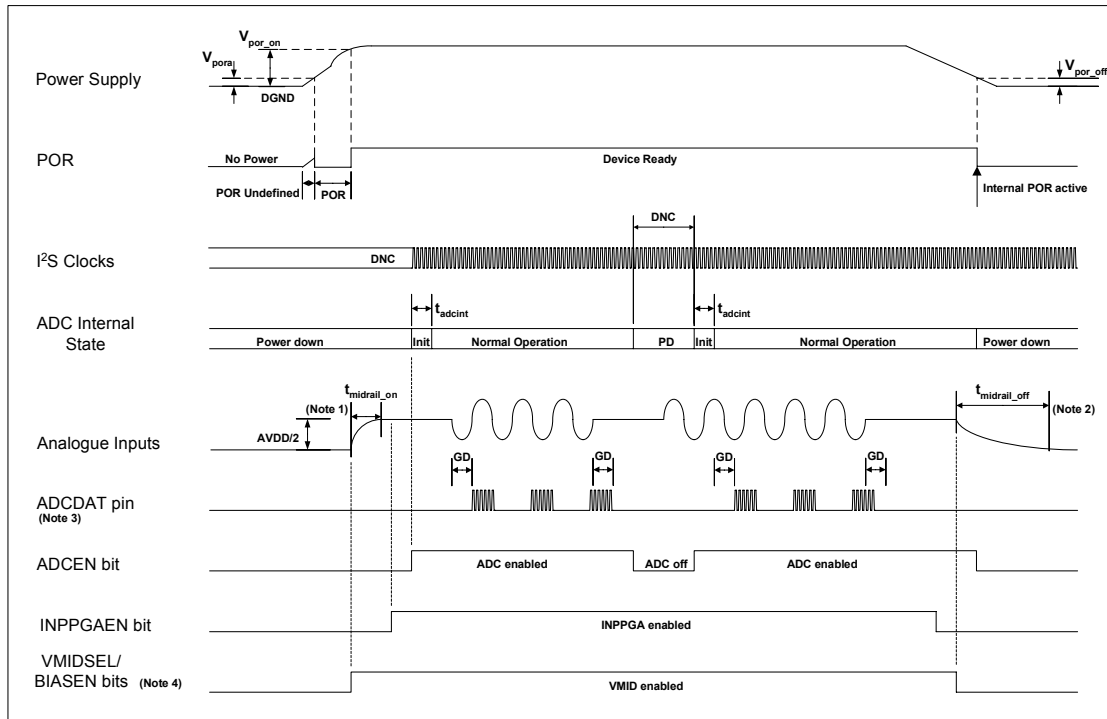 V_por_on
V_pora
Power Supply
V_por_off
DGND
POR
No Power
Device Ready
POR Undefined
POR
Internal POR active
DNC
I²S Clocks
DNC
t_adcint
t_adcint
ADC Internal
State
Power down
Init
Normal Operation
PD
Init
Normal Operation
Power down
t_midrail_on
t_midrail_off
(Note 1)
(Note 2)
Analogue Inputs
AVDD/2
GD
GD
GD
GD
ADCDAT pin
(Note 3)
ADCEN bit
ADC enabled
ADC off
ADC enabled
INPPGAEN bit
INPPGA enabled
VMIDSEL/
BIASEN bits (Note 4)
VMID enabled